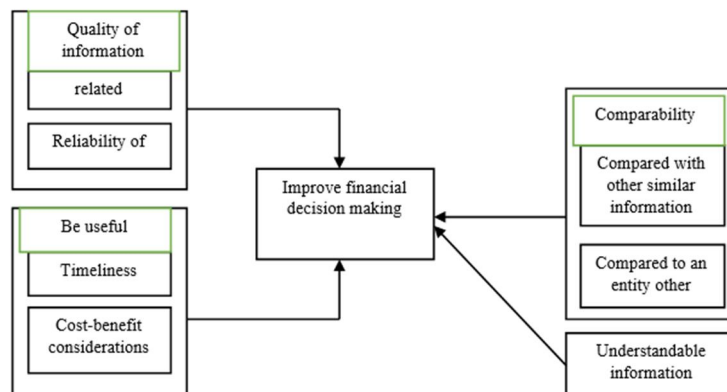 Quality of
information
related
Reliability of
Be useful
Timeliness
Cost-benefit
considerations
Improve financial
decision making
Comparability
Compared with
other similar
information
Compared to an
entity other
Understandable
information